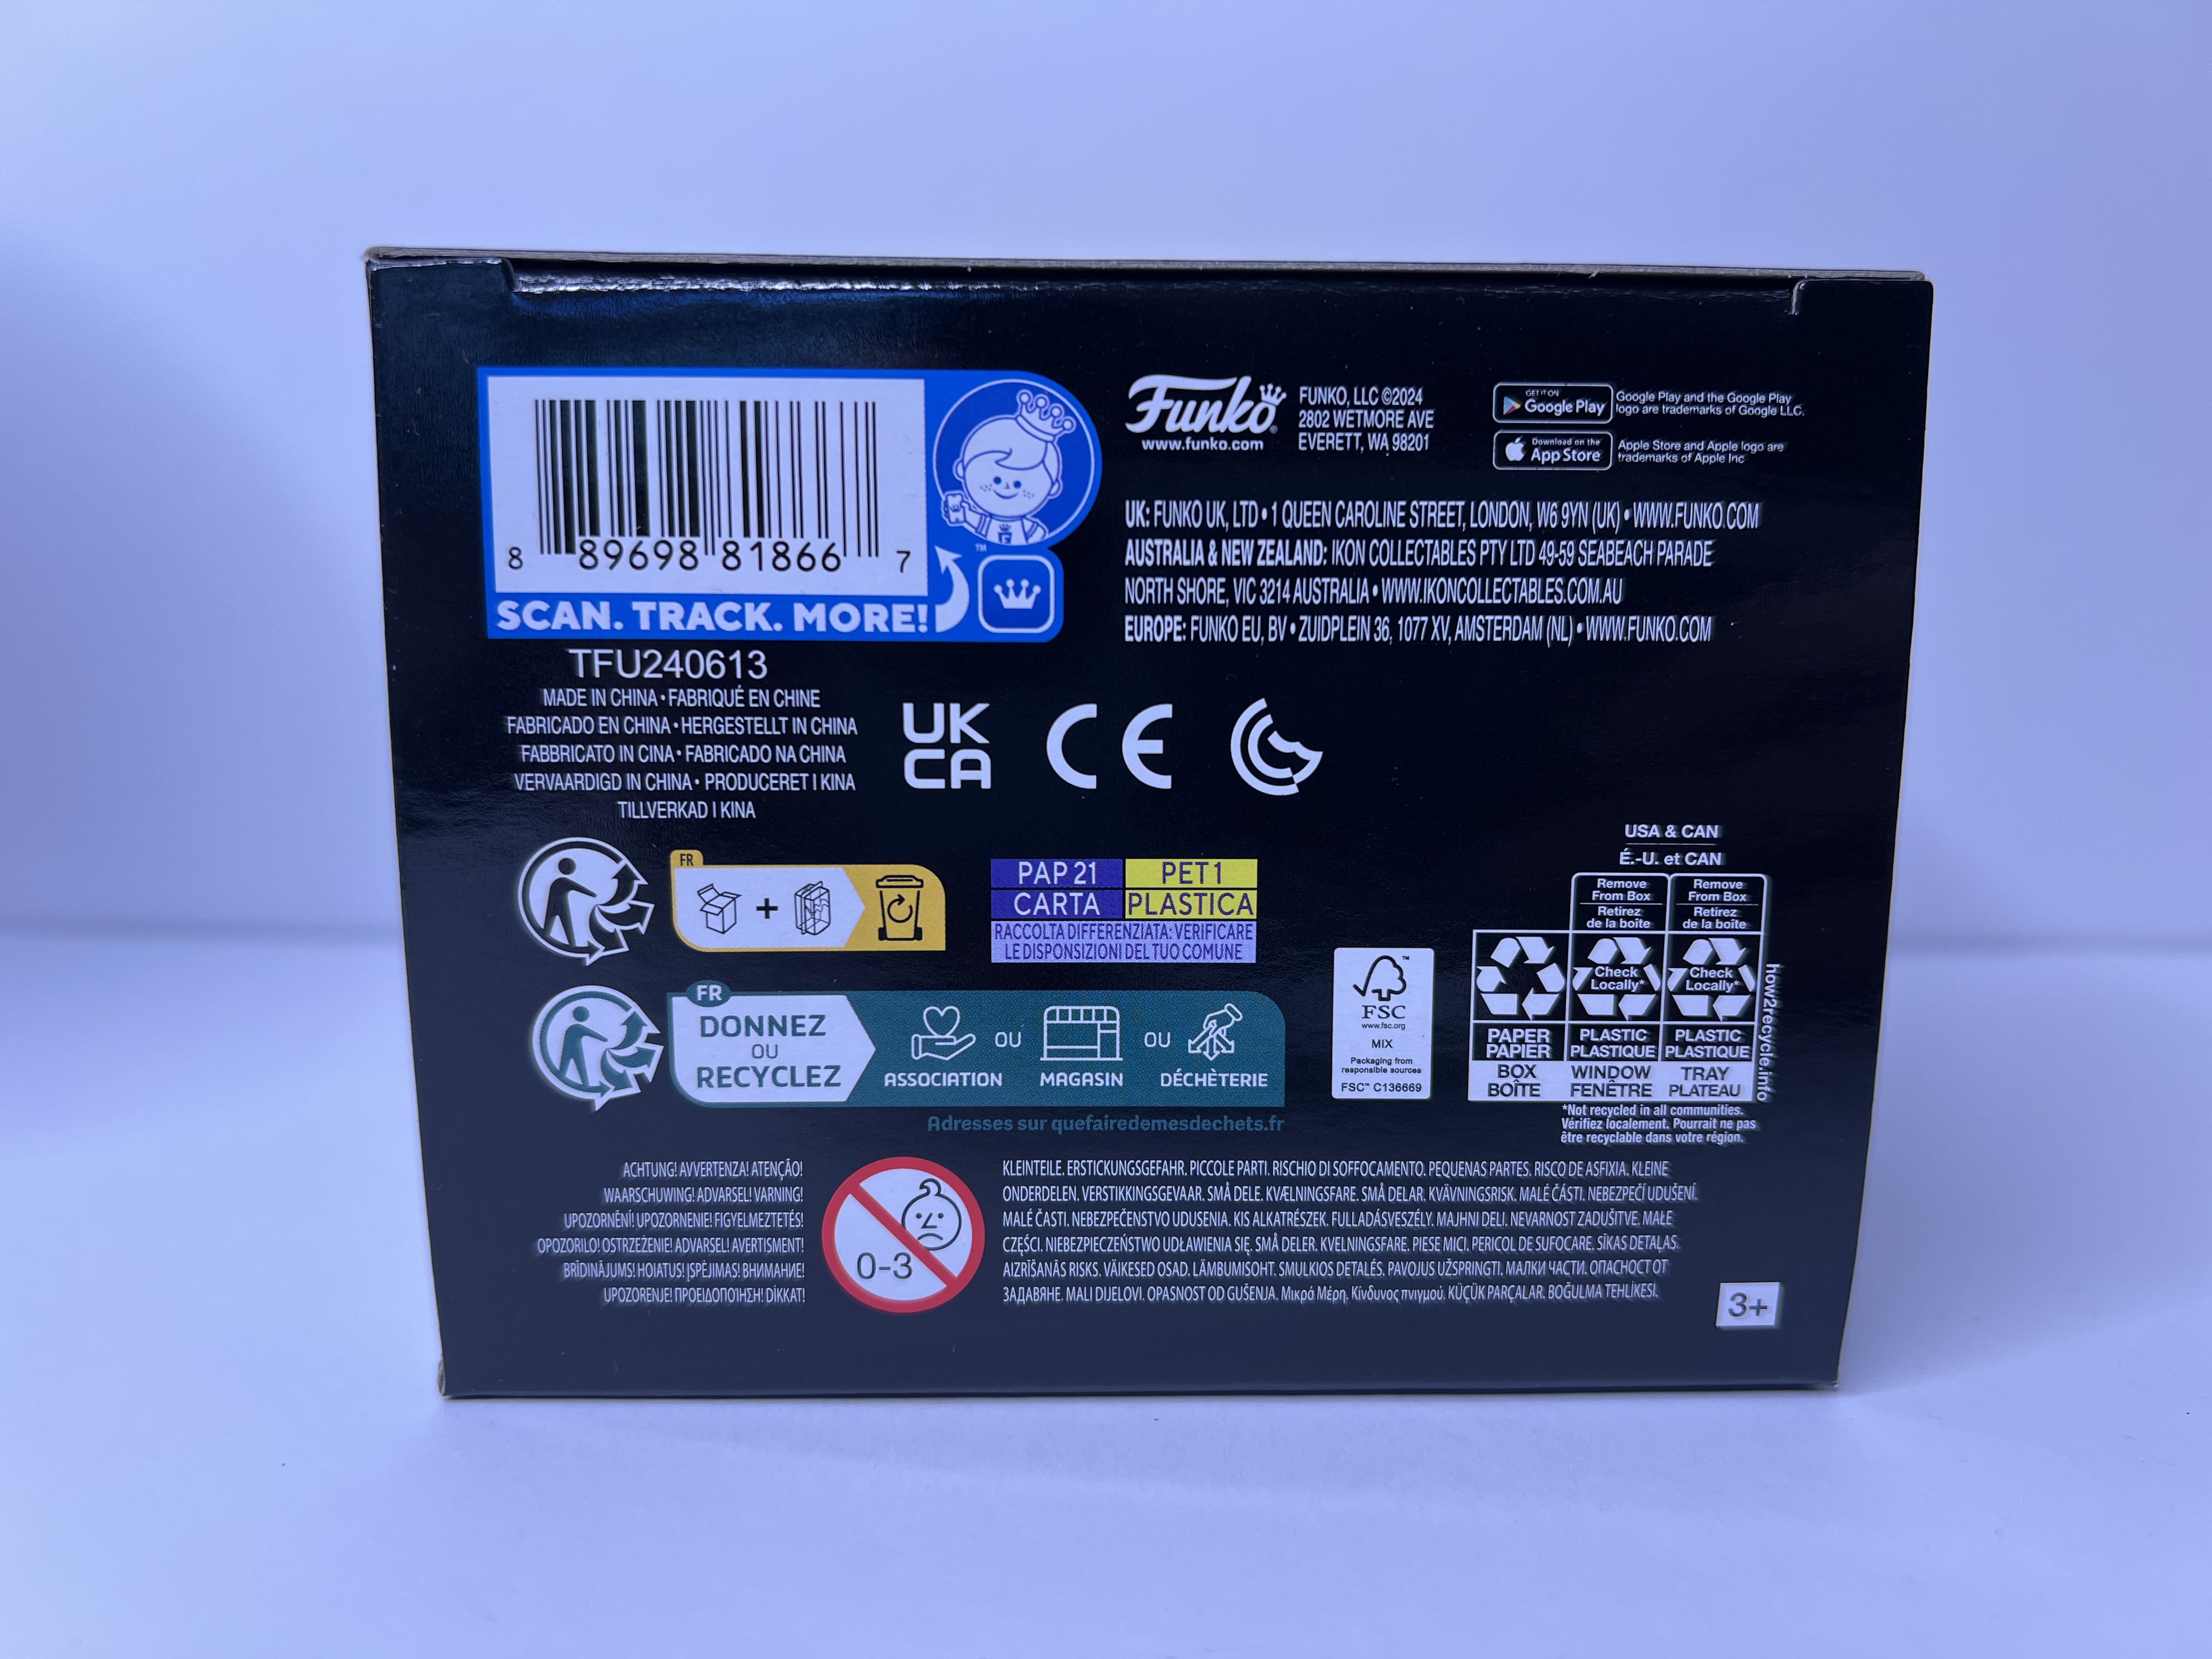 8 89698 81866 7
SCAN. TRACK. MORE!
™
TFU240613
MADE IN CHINA • FABRIQUÉ EN CHINE
FABRICADO EN CHINA • HERGESTELLT IN CHINA
FABBRICATO IN CINA • FABRICADO NA CHINA
VERVAARDIGD IN CHINA • PRODUCERET I KINA
TILLVERKAD I KINA
Funko®
www.funko.com
FUNKO, LLC ©2024
2802 WETMORE AVE
EVERETT, WA 98201
GET IT ON
Google Play
Google Play and the Google Play
logo are trademarks of Google LLC.
Download on the
App Store
Apple Store and Apple logo are
trademarks of Apple Inc
UK: FUNKO UK, LTD • 1 QUEEN CAROLINE STREET, LONDON, W6 9YN (UK) • WWW.FUNKO.COM
AUSTRALIA & NEW ZEALAND: IKON COLLECTABLES PTY LTD 49-59 SEABEACH PARADE
NORTH SHORE, VIC 3214 AUSTRALIA • WWW.IKONCOLLECTABLES.COM.AU
EUROPE: FUNKO EU, BV • ZUIDPLEIN 36, 1077 XV, AMSTERDAM (NL) • WWW.FUNKO.COM
UK
CA
CE
FR
+
PAP 21
PET 1
CARTA
PLASTICA
RACCOLTA DIFFERENZIATA: VERIFICARE
LE DISPONSIZIONI DEL TUO COMUNE
FR
DONNEZ
OU
RECYCLEZ
ASSOCIATION
OU
MAGASIN
OU
DÉCHÈTERIE
Adresses sur quefairedemesdechets.fr
™
FSC
www.fsc.org
MIX
Packaging from
responsible sources
FSC™ C136669
USA & CAN
É.-U. et CAN
Remove
From Box
Retirez
de la boîte
Remove
From Box
Retirez
de la boîte
Check
Locally*
Check
Locally*
PAPER
PAPIER
PLASTIC
PLASTIQUE
PLASTIC
PLASTIQUE
BOX
BOÎTE
WINDOW
FENÊTRE
TRAY
PLATEAU
how2recycle.info
*Not recycled in all communities.
Vérifiez localement. Pourrait ne pas
être recyclable dans votre région.
ACHTUNG! AVVERTENZA! ATENÇÃO!
WAARSCHUWING! ADVARSEL! VARNING!
UPOZORNĚNÍ! UPOZORNENIE! FIGYELMEZTETÉS!
OPOZORILO! OSTRZEŻENIE! ADVARSEL! AVERTISMENT!
BRĪDINĀJUMS! HOIATUS! ĮSPĖJIMAS! ВНИМАНИЕ!
UPOZORENJE! ΠΡΟΕΙΔΟΠΟΊΗΣΗ! DİKKAT!
0-3
KLEINTEILE. ERSTICKUNGSGEFAHR. PICCOLE PARTI. RISCHIO DI SOFFOCAMENTO. PEQUENAS PARTES. RISCO DE ASFIXIA. KLEINE
ONDERDELEN. VERSTIKKINGSGEVAAR. SMÅ DELE. KVÆLNINGSFARE. SMÅ DELAR. KVÄVNINGSRISK. MALÉ ČÁSTI. NEBEZPEČÍ UDUŠENÍ.
MALÉ ČASTI. NEBEZPEČENSTVO UDUSENIA. KIS ALKATRÉSZEK. FULLADÁSVESZÉLY. MAJHNI DELI. NEVARNOST ZADUŠITVE. MAŁE
CZĘŚCI. NIEBEZPIECZEŃSTWO UDŁAWIENIA SIĘ. SMÅ DELER. KVELNINGSFARE. PIESE MICI. PERICOL DE SUFOCARE. SĪKAS DETAĻAS.
AIZRĪŠANĀS RISKS. VÄIKESED OSAD. LÄMBUMISOHT. SMULKIOS DETALĖS. PAVOJUS UŽSPRINGTI. МАЛКИ ЧАСТИ. ОПАСНОСТ ОТ
ЗАДАВЯНЕ. MALI DIJELOVI. OPASNOST OD GUŠENJA. Μικρά Μέρη. Κίνδυνος πνιγμού. KÜÇÜK PARÇALAR. BOĞULMA TEHLİKESİ.
3+